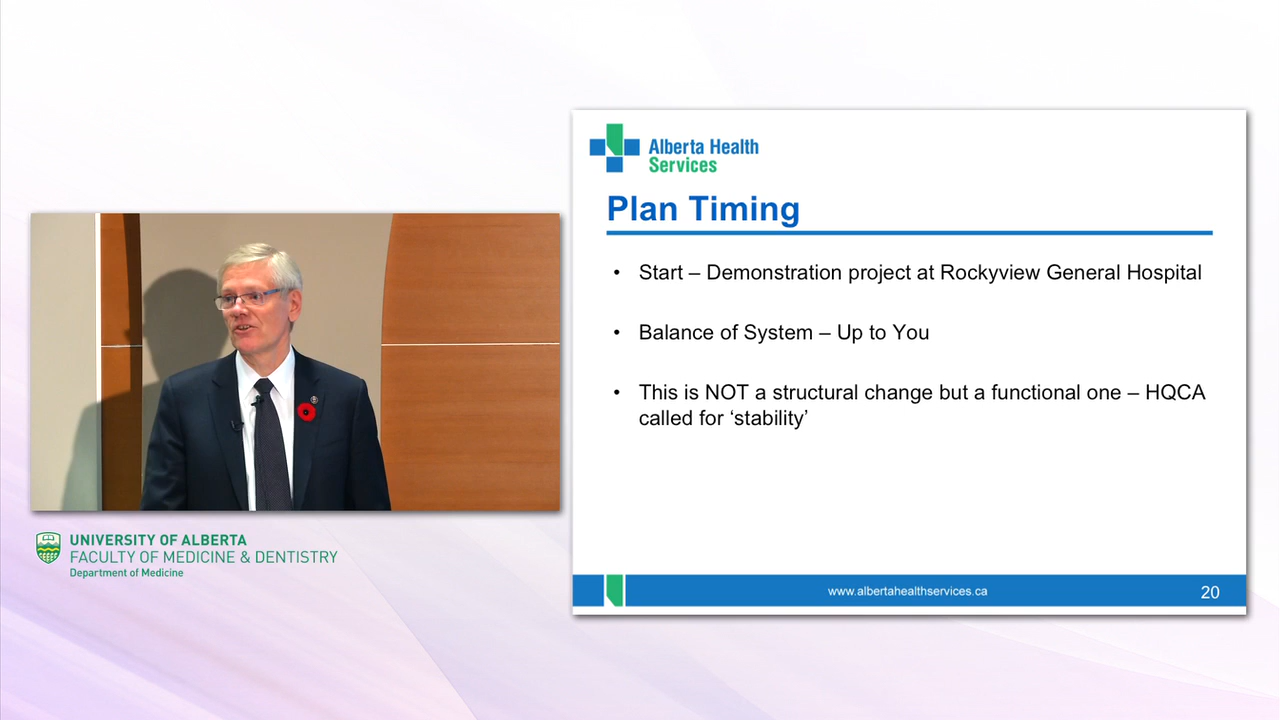 Alberta Health
Services
Plan Timing
• Start – Demonstration project at Rockyview General Hospital
• Balance of System – Up to You
• This is NOT a structural change but a functional one – HQCA
called for ‘stability’
www.albertahealthservices.ca
20
UNIVERSITY OF ALBERTA
FACULTY OF MEDICINE & DENTISTRY
Department of Medicine